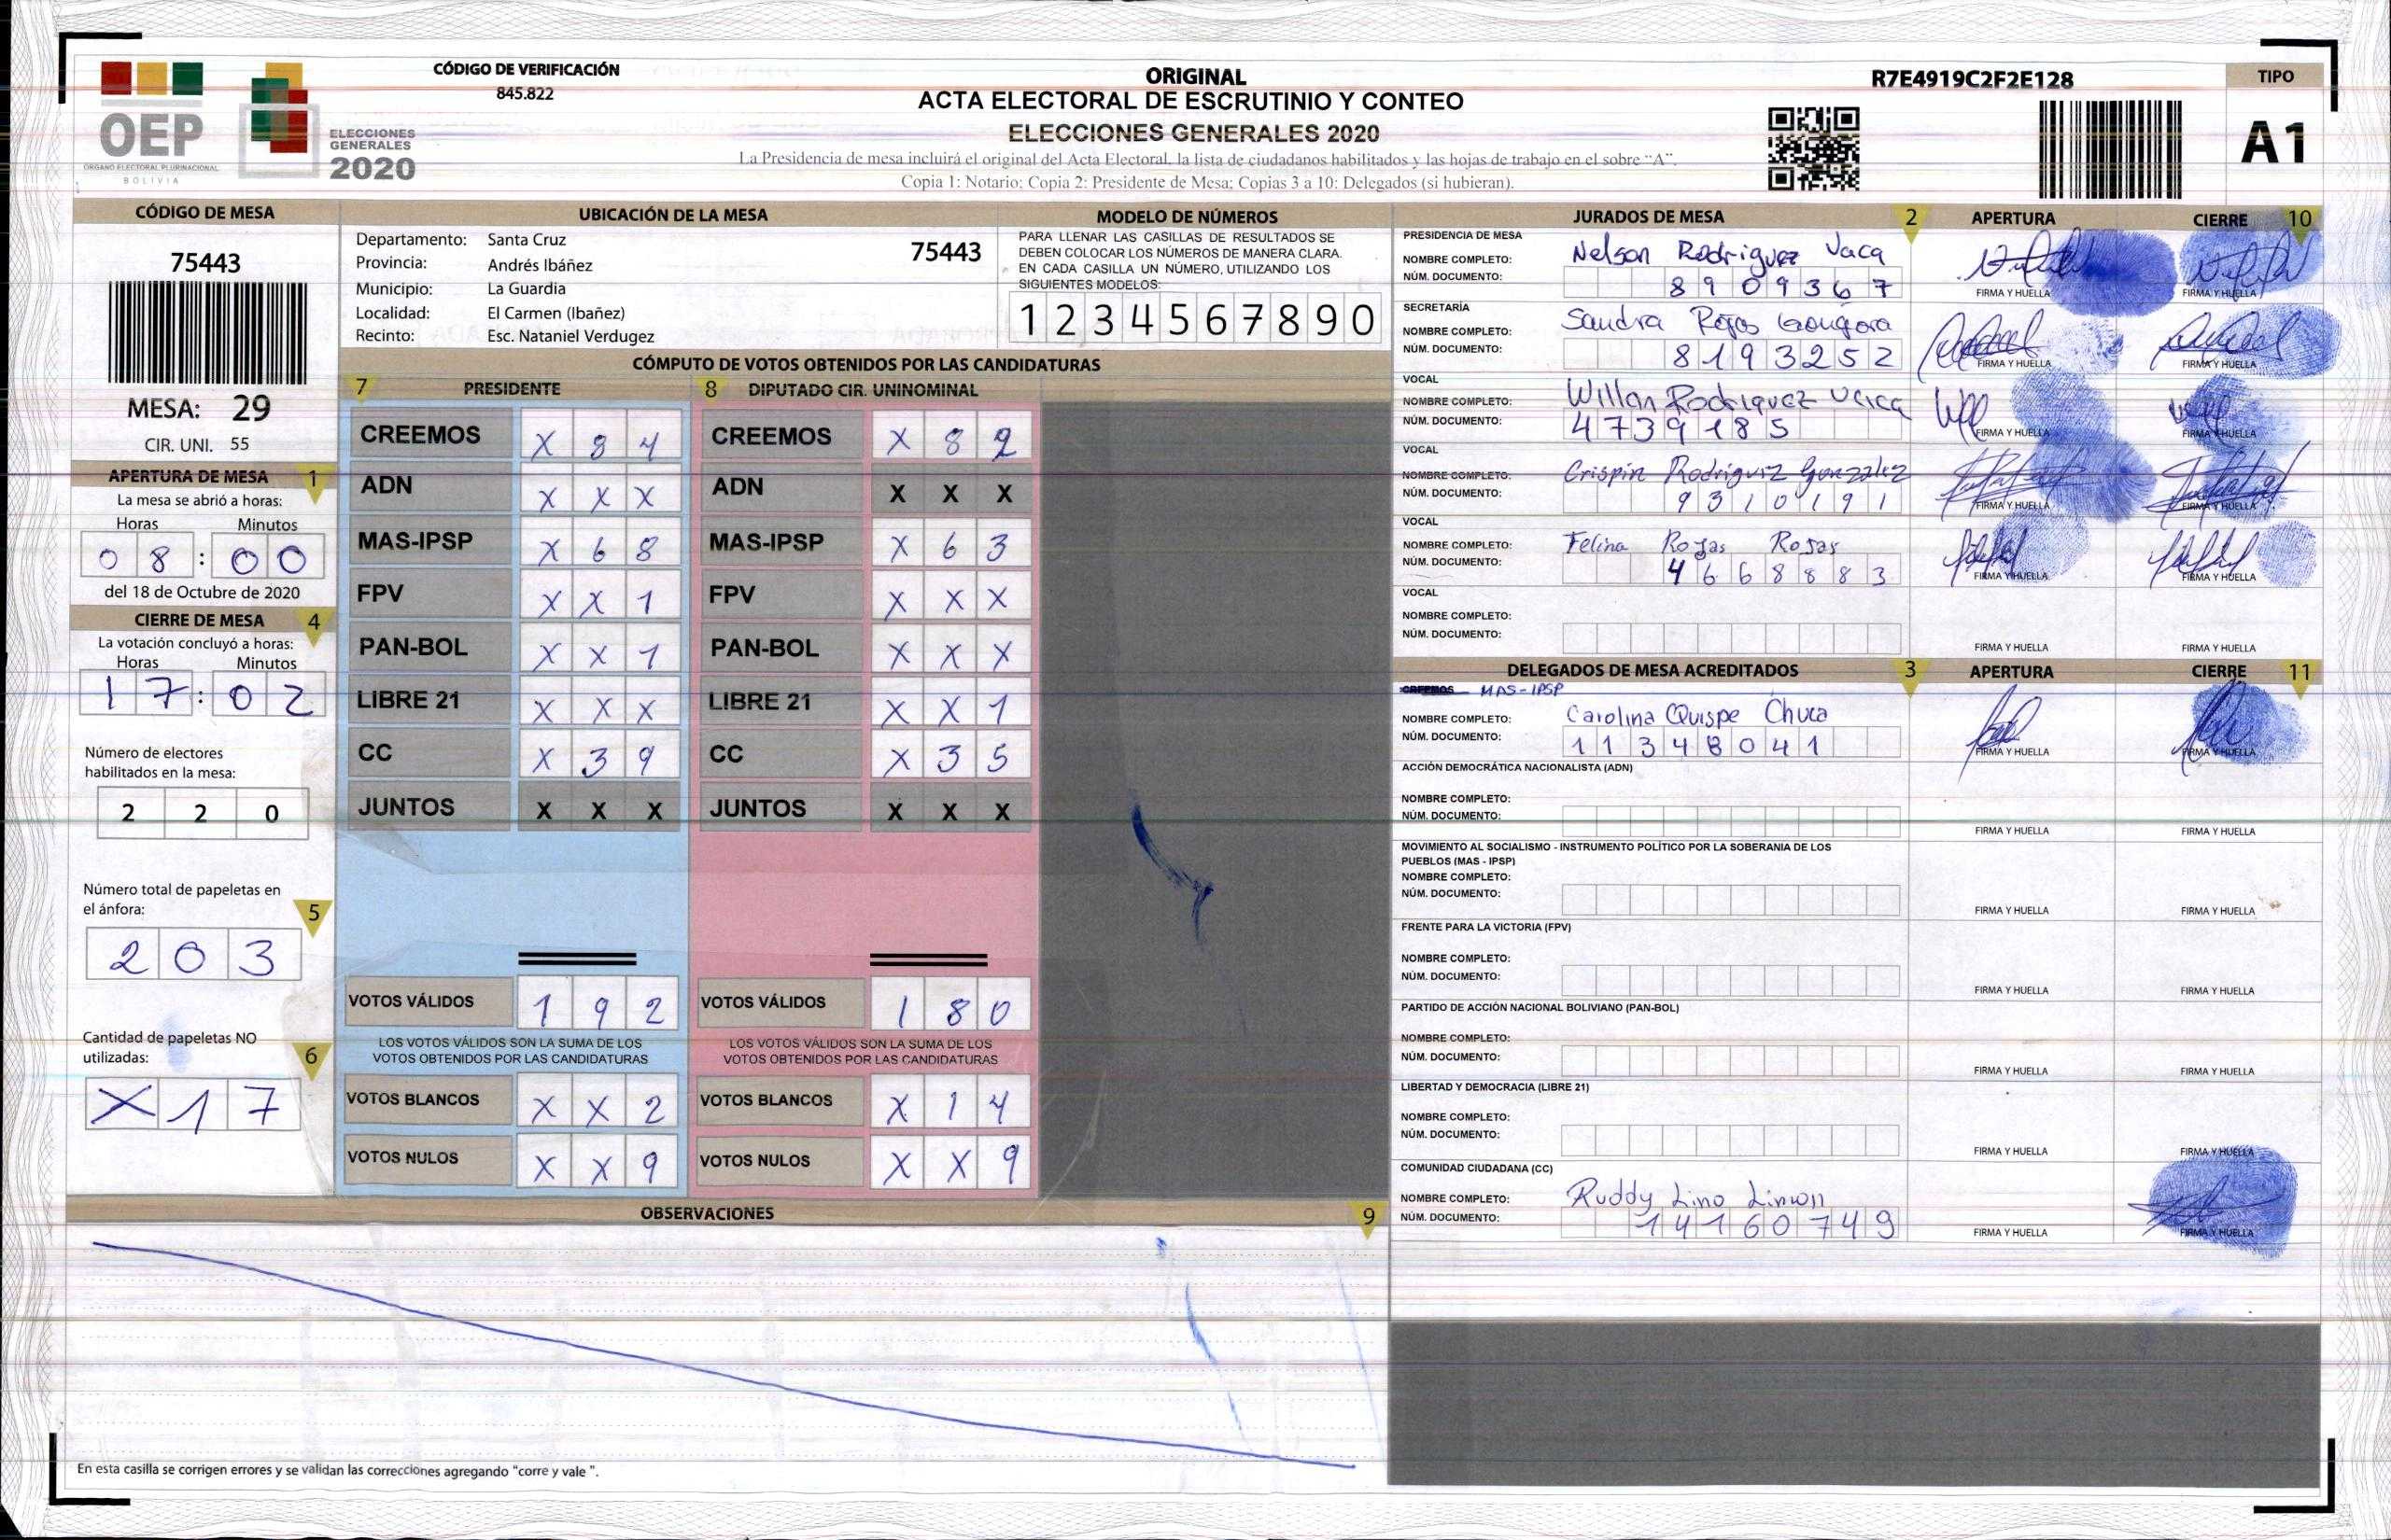 CÓDIGO DE VERIFICACIÓN
845.822
OEP
ÓRGANO ELECTORAL PLURINACIONAL
BOLIVIA
ELECCIONES
GENERALES
2020
ORIGINAL
ACTA ELECTORAL DE ESCRUTINIO Y CONTEO
ELECCIONES GENERALES 2020
La Presidencia de mesa incluirá el original del Acta Electoral, la lista de ciudadanos habilitados y las hojas de trabajo en el sobre “A”.
Copia 1: Notario; Copia 2: Presidente de Mesa; Copias 3 a 10: Delegados (si hubieran).
R7E4919C2F2E128
TIPO
A1
CÓDIGO DE MESA
75443
MESA: 29
CIR. UNI. 55
UBICACIÓN DE LA MESA
Departamento: Santa Cruz
75443
Provincia: Andrés Ibáñez
Municipio: La Guardia
Localidad: El Carmen (Ibañez)
Recinto: Esc. Nataniel Verdugez
MODELO DE NÚMEROS
PARA LLENAR LAS CASILLAS DE RESULTADOS SE
DEBEN COLOCAR LOS NÚMEROS DE MANERA CLARA.
EN CADA CASILLA UN NÚMERO, UTILIZANDO LOS
SIGUIENTES MODELOS:
1 2 3 4 5 6 7 8 9 0
APERTURA DE MESA 1
La mesa se abrió a horas:
Horas Minutos
0 8 : 0 0
del 18 de Octubre de 2020
CIERRE DE MESA 4
La votación concluyó a horas:
Horas Minutos
1 7 : 0 2
Número de electores
habilitados en la mesa:
2 2 0
Número total de papeletas en
el ánfora: 5
2 0 3
Cantidad de papeletas NO
utilizadas: 6
X 1 7
CÓMPUTO DE VOTOS OBTENIDOS POR LAS CANDIDATURAS
7 PRESIDENTE
CREEMOS X 8 4
ADN X X X
MAS-IPSP X 6 8
FPV X X 1
PAN-BOL X X 1
LIBRE 21 X X X
CC X 3 9
JUNTOS X X X
VOTOS VÁLIDOS 1 9 2
LOS VOTOS VÁLIDOS SON LA SUMA DE LOS
VOTOS OBTENIDOS POR LAS CANDIDATURAS
VOTOS BLANCOS X X 2
VOTOS NULOS X X 9
8 DIPUTADO CIR. UNINOMINAL
CREEMOS X 8 2
ADN X X X
MAS-IPSP X 6 3
FPV X X X
PAN-BOL X X X
LIBRE 21 X X 1
CC X 3 5
JUNTOS X X X
VOTOS VÁLIDOS 1 8 0
LOS VOTOS VÁLIDOS SON LA SUMA DE LOS
VOTOS OBTENIDOS POR LAS CANDIDATURAS
VOTOS BLANCOS X 1 4
VOTOS NULOS X X 9
OBSERVACIONES 9
En esta casilla se corrigen errores y se validan las correcciones agregando "corre y vale ".
JURADOS DE MESA 2 APERTURA CIERRE 10
PRESIDENCIA DE MESA
NOMBRE COMPLETO: Nelson Rodriguez Vaca
NÚM. DOCUMENTO: 8 9 0 9 3 6 7
FIRMA Y HUELLA FIRMA Y HUELLA
SECRETARÍA
NOMBRE COMPLETO: Sandra Rojas Gongora
NÚM. DOCUMENTO: 8 1 9 3 2 5 2
FIRMA Y HUELLA FIRMA Y HUELLA
VOCAL
NOMBRE COMPLETO: Willan Rodriguez Vaca
NÚM. DOCUMENTO: 4 7 3 9 1 8 5
FIRMA Y HUELLA FIRMA Y HUELLA
VOCAL
NOMBRE COMPLETO: Crispin Rodriguez Gonzalez
NÚM. DOCUMENTO: 9 3 1 0 1 9 1
FIRMA Y HUELLA FIRMA Y HUELLA
VOCAL
NOMBRE COMPLETO: Felina Rojas Rojas
NÚM. DOCUMENTO: 4 6 6 8 8 8 3
FIRMA Y HUELLA FIRMA Y HUELLA
VOCAL
NOMBRE COMPLETO:
NÚM. DOCUMENTO:
FIRMA Y HUELLA FIRMA Y HUELLA
DELEGADOS DE MESA ACREDITADOS 3 APERTURA CIERRE 11
CREEMOS MAS-IPSP
NOMBRE COMPLETO: Carolina Quispe Chuca
NÚM. DOCUMENTO: 1 1 3 4 8 0 4 1
FIRMA Y HUELLA FIRMA Y HUELLA
ACCIÓN DEMOCRÁTICA NACIONALISTA (ADN)
NOMBRE COMPLETO:
NÚM. DOCUMENTO:
FIRMA Y HUELLA FIRMA Y HUELLA
MOVIMIENTO AL SOCIALISMO - INSTRUMENTO POLÍTICO POR LA SOBERANIA DE LOS
PUEBLOS (MAS - IPSP)
NOMBRE COMPLETO:
NÚM. DOCUMENTO:
FIRMA Y HUELLA FIRMA Y HUELLA
FRENTE PARA LA VICTORIA (FPV)
NOMBRE COMPLETO:
NÚM. DOCUMENTO:
FIRMA Y HUELLA FIRMA Y HUELLA
PARTIDO DE ACCIÓN NACIONAL BOLIVIANO (PAN-BOL)
NOMBRE COMPLETO:
NÚM. DOCUMENTO:
FIRMA Y HUELLA FIRMA Y HUELLA
LIBERTAD Y DEMOCRACIA (LIBRE 21)
NOMBRE COMPLETO:
NÚM. DOCUMENTO:
FIRMA Y HUELLA FIRMA Y HUELLA
COMUNIDAD CIUDADANA (CC)
NOMBRE COMPLETO: Ruddy Lino Limon
NÚM. DOCUMENTO: 1 4 1 6 0 7 4 9
FIRMA Y HUELLA FIRMA Y HUELLA